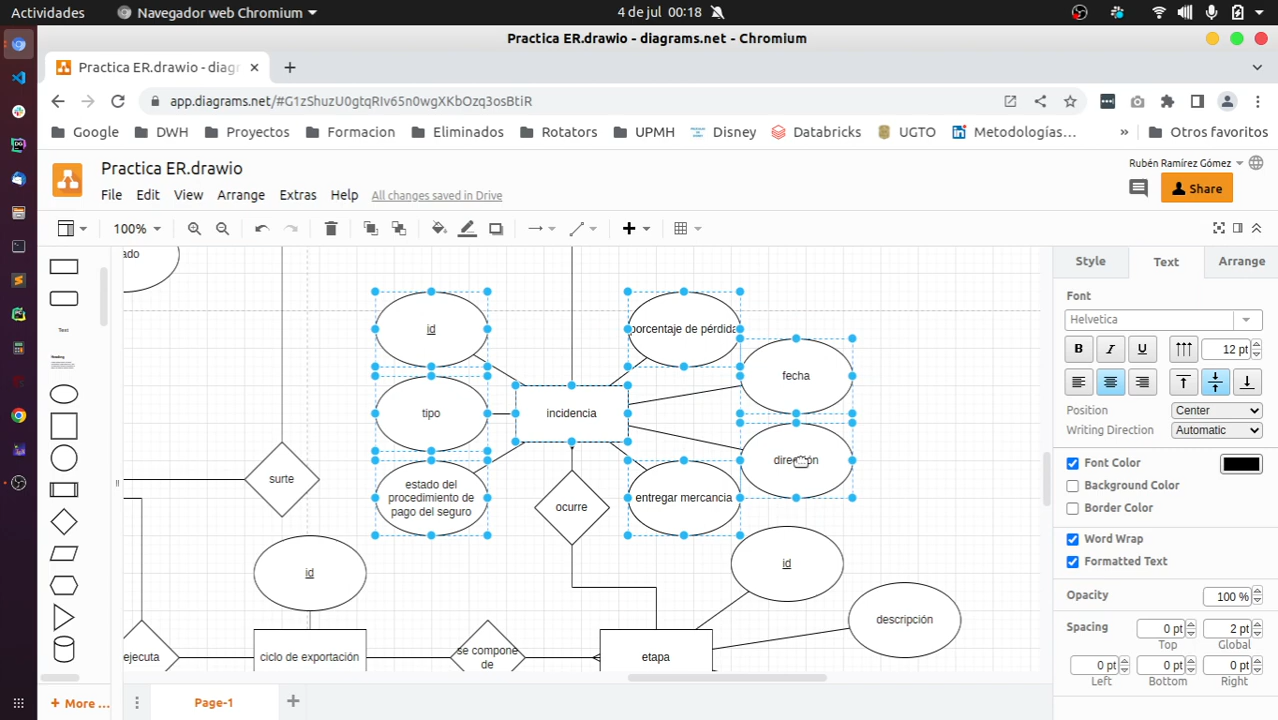 Actividades
Navegador web Chromium
4 de jul 00:18
Practica ER.drawio - diagrams.net - Chromium
Practica ER.drawio - diag
app.diagrams.net/#G1zShuzU0gtqRIv65n0wgXKbOzq3osBtiR
Google
DWH
Proyectos
Formacion
Eliminados
Rotators
UPMH
Disney
Databricks
UGTO
Metodologías...
»
Otros favoritos
Practica ER.drawio
Rubén Ramírez Gómez
File
Edit
View
Arrange
Extras
Help
All changes saved in Drive
Share
100%
Style
Text
Arrange
ado
id
porcentaje de pérdida
fecha
tipo
incidencia
dirección
estado del
procedimiento de
pago del seguro
entregar mercancia
surte
ocurre
id
id
descripción
ejecuta
ciclo de exportación
se compone
de
etapa
Text
Heading
Font
Helvetica
B
I
U
12 pt
Position
Center
Writing Direction
Automatic
Font Color
Background Color
Border Color
Word Wrap
Formatted Text
Opacity
100 %
Spacing
0 pt
2 pt
Top
Global
0 pt
0 pt
0 pt
Left
Bottom
Right
+ More ...
Page-1